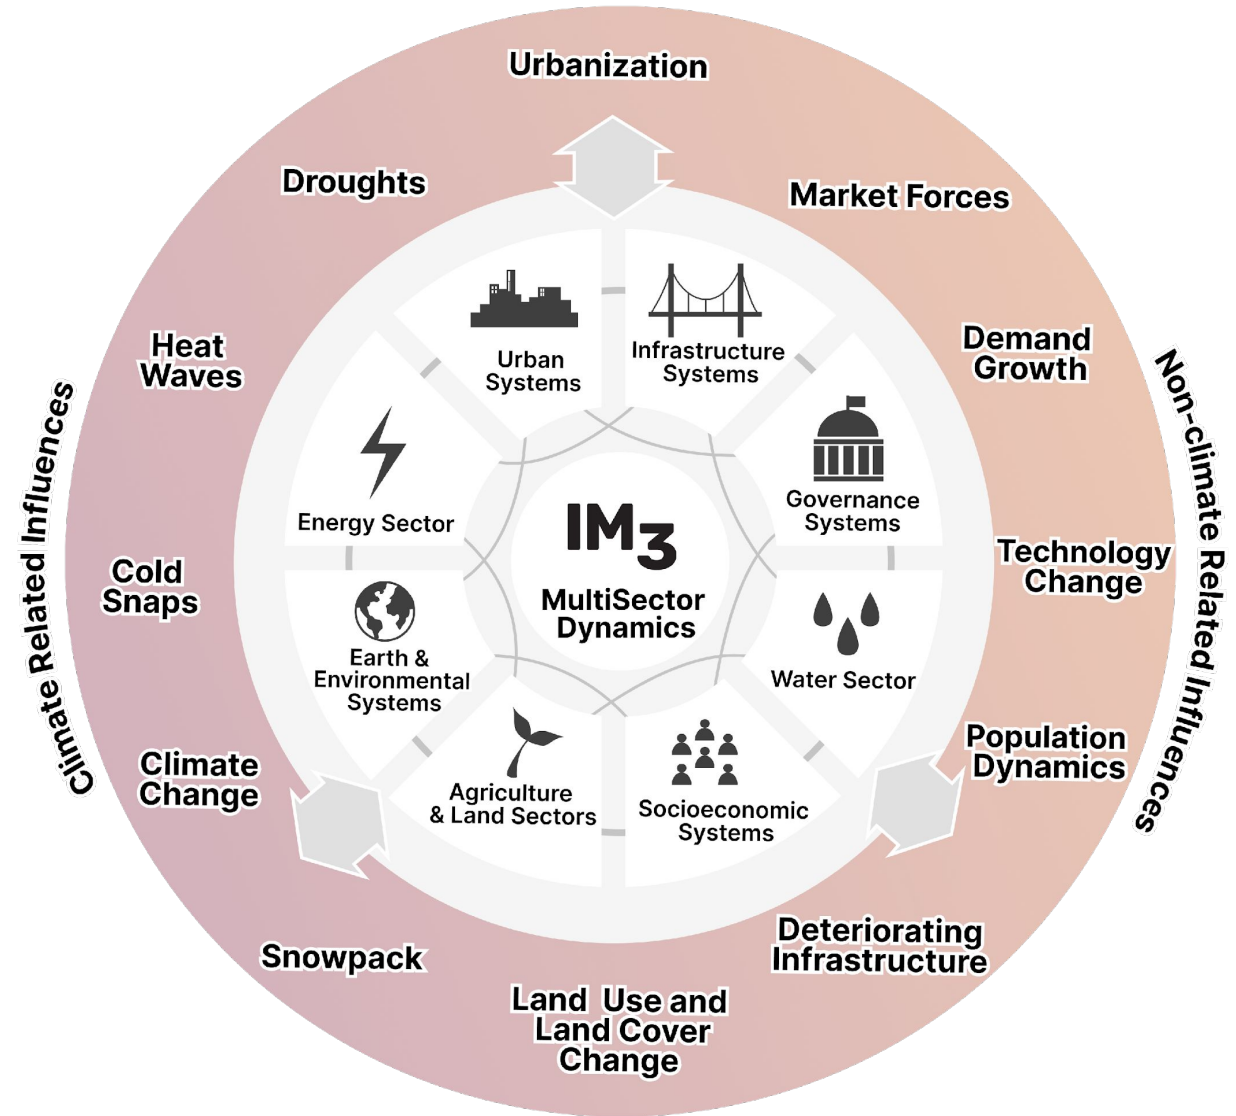 Urbanization
Droughts
Market Forces
Heat
Waves
Demand
Growth
Climate Related Influences
Non-climate Related Influences
Cold
Snaps
Technology
Change
Climate
Change
Population
Dynamics
Snowpack
Deteriorating
Infrastructure
Land Use and
Land Cover
Change
Urban
Systems
Infrastructure
Systems
Energy Sector
Governance
Systems
IM3
MultiSector
Dynamics
Earth &
Environmental
Systems
Water Sector
Agriculture
& Land Sectors
Socioeconomic
Systems